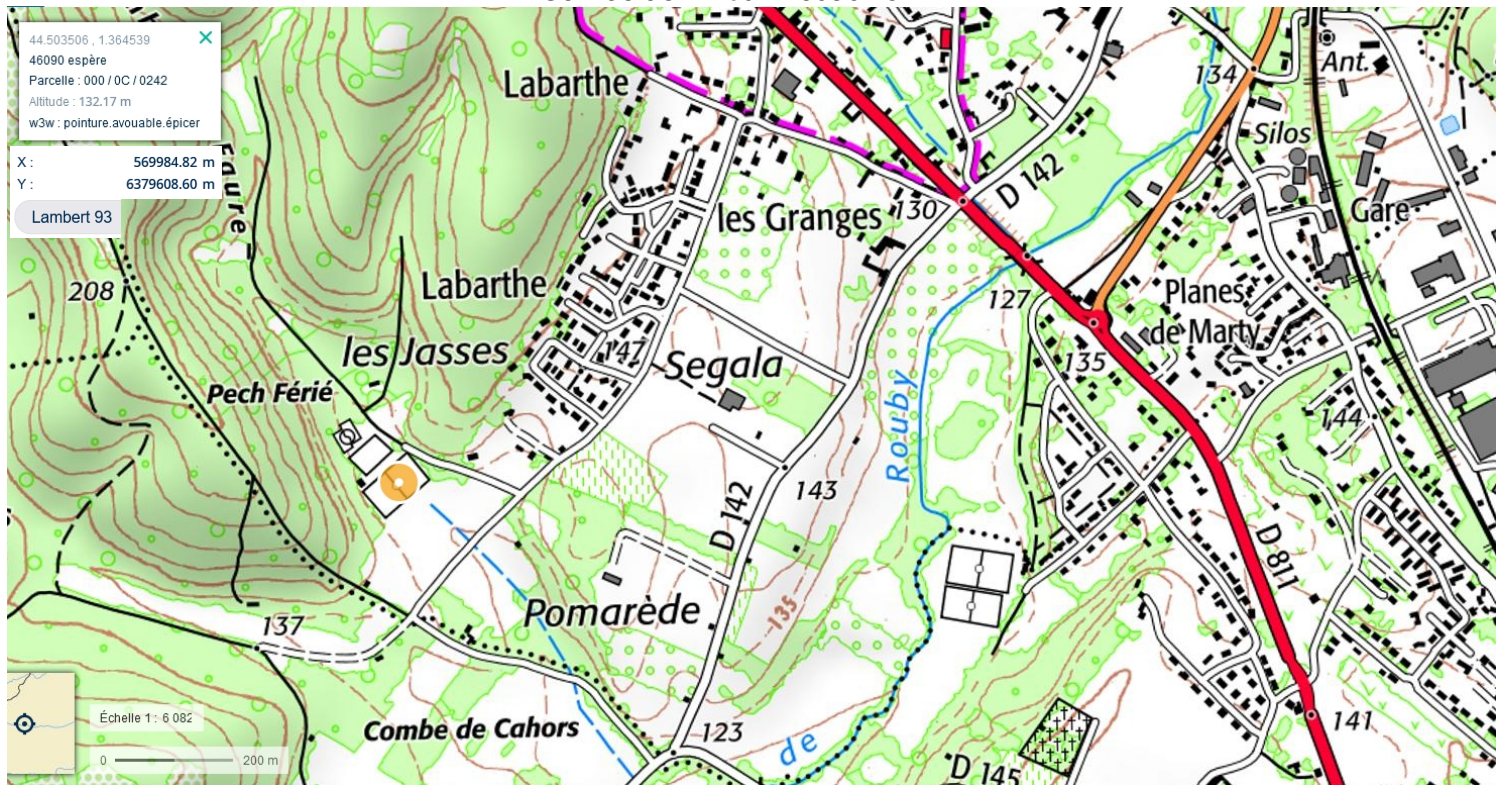 44.503506 , 1.364539
46090 espère
Parcelle : 000 / 0C / 0242
Altitude : 132.17 m
w3w : pointure.avouable.épicer
X : 569984.82 m
Y : 6379608.60 m
Lambert 93
Labarthe
134
Ant.
Silos
Faure
D 142
les Granges
130
Gare
208
Labarthe
127
Planes
de Marty
les Jasses
147
Segala
135
Pech Férié
144
Rouby
143
D 142
D 811
Pomarède
135
137
Combe de Cahors
123
de
141
D 145
Échelle 1 : 6 082
0 200 m